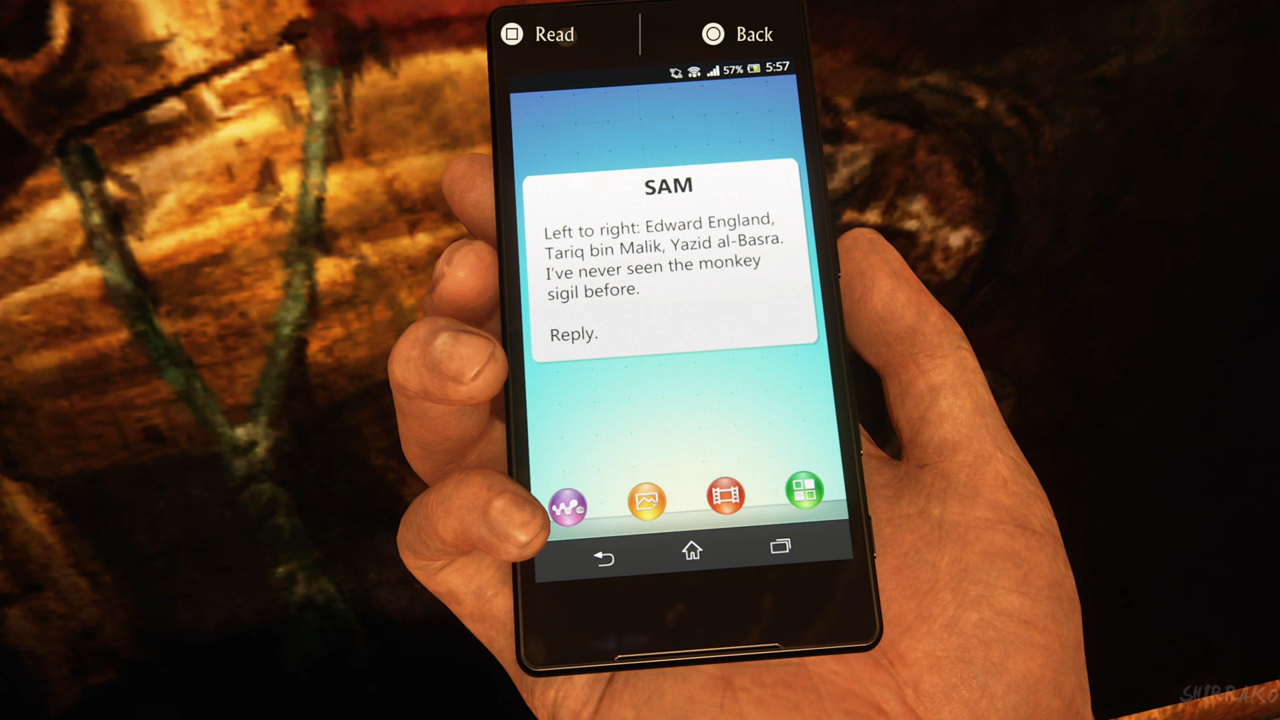 Read
Back
57% 5:57
SAM
Left to right: Edward England,
Tariq bin Malik, Yazid al-Basra.
I've never seen the monkey
sigil before.
Reply.
SHIRRAKO